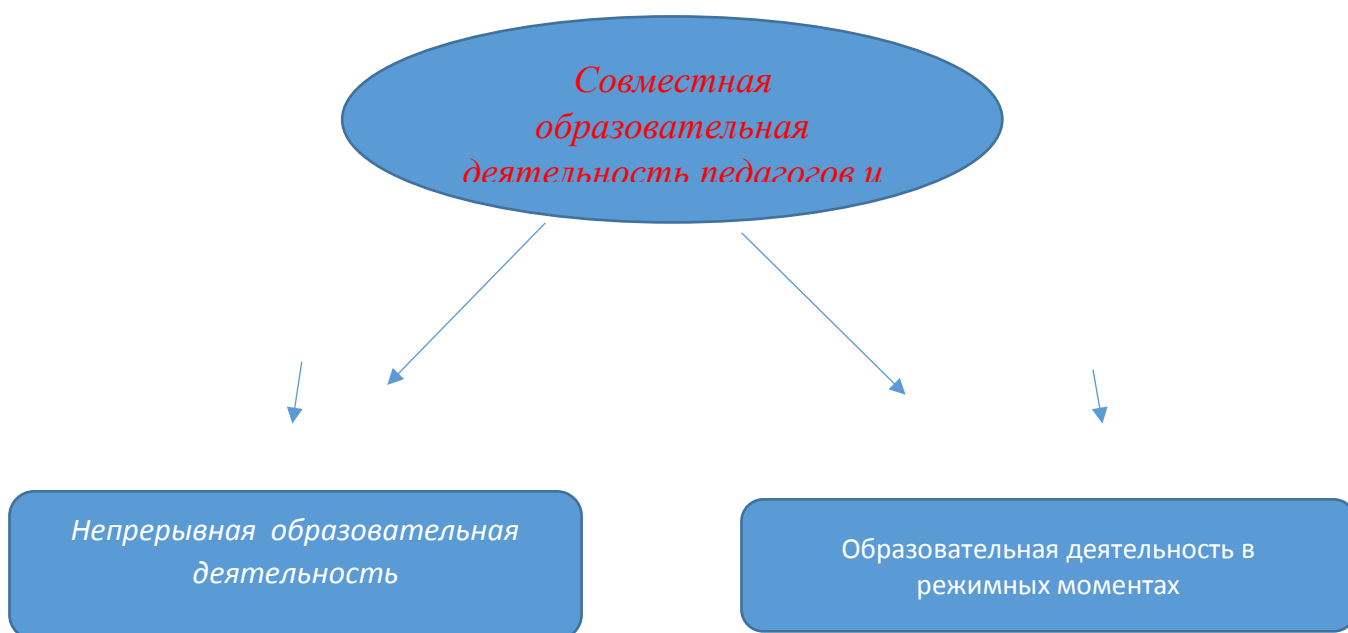 Совместная
образовательная
деятельность педагогов и
Непрерывная образовательная
деятельность
Образовательная деятельность в
режимных моментах